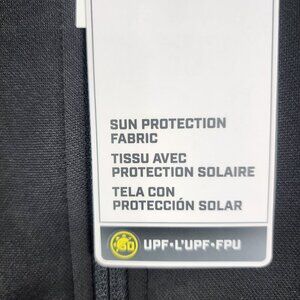 SUN PROTECTION
FABRIC
TISSU AVEC
PROTECTION SOLAIRE
TELA CON
PROTECCIÓN SOLAR
50 UPF•L'UPF•FPU